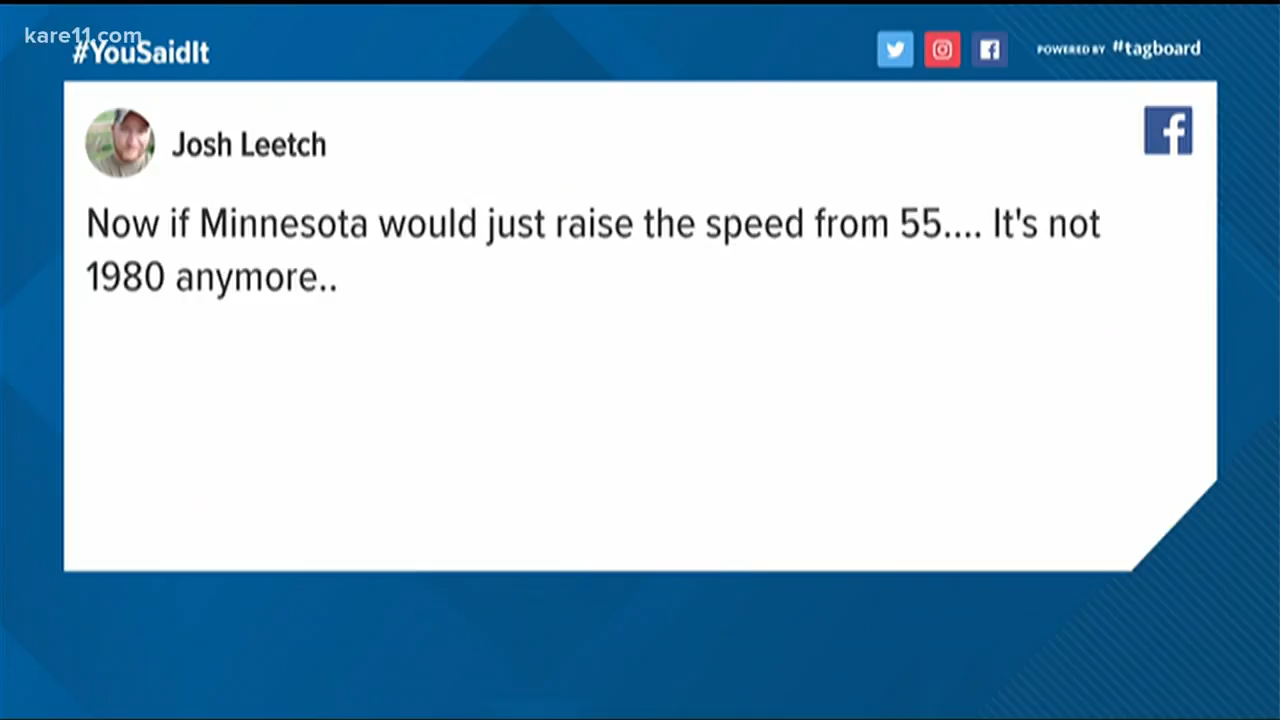 kare11.com
#YouSaidIt
POWERED BY #tagboard
Josh Leetch
Now if Minnesota would just raise the speed from 55.... It's not
1980 anymore..